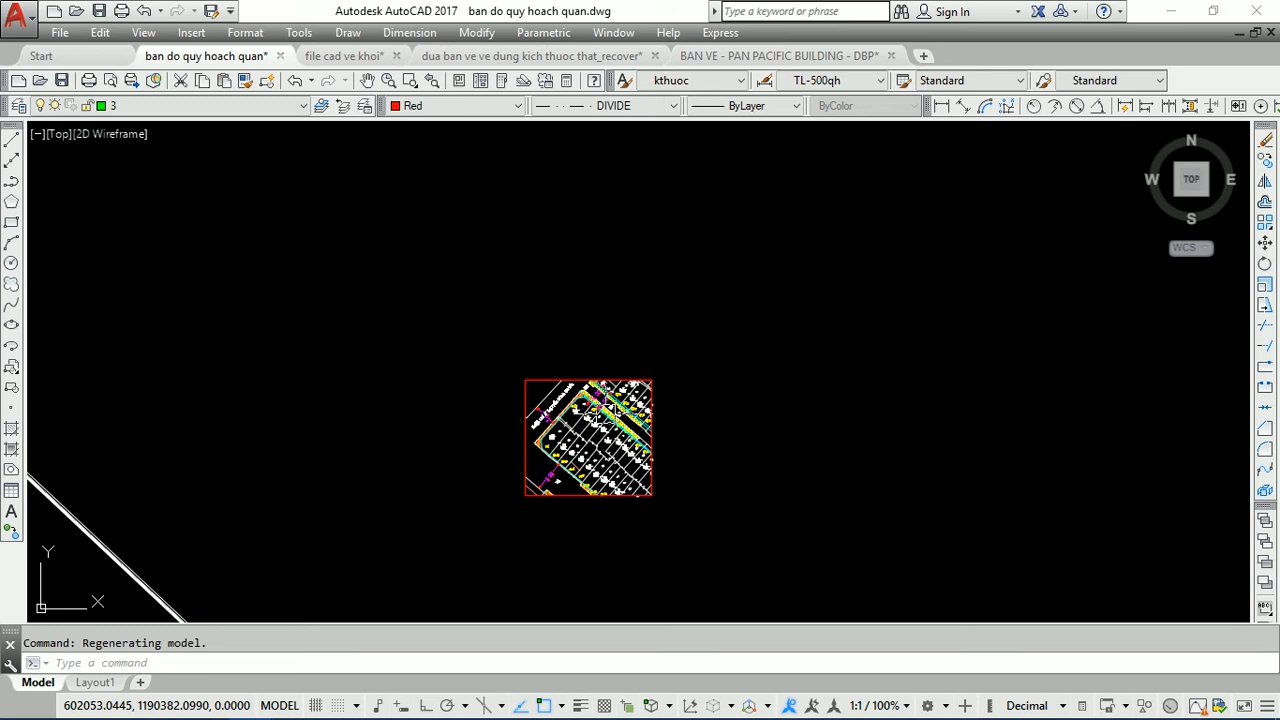 Autodesk AutoCAD 2017 ban do quy hoach quan.dwg
Type a keyword or phrase
Sign In
File Edit View Insert Format Tools Draw Dimension Modify Parametric Window Help Express
Start
ban do quy hoach quan*
file cad ve khoi*
dua ban ve ve dung kich thuoc that_recover*
BAN VE - PAN PACIFIC BUILDING - DBP*
kthuoc
TL-500qh
Standard
Standard
3
Red
DIVIDE
ByLayer
ByColor
[−][Top][2D Wireframe]
N
W TOP E
S
WCS
Y
X
Command: Regenerating model.
Type a command
Model Layout1
602033.0445, 1190382.0990, 0.0000 MODEL
1:1 / 100%
Decimal